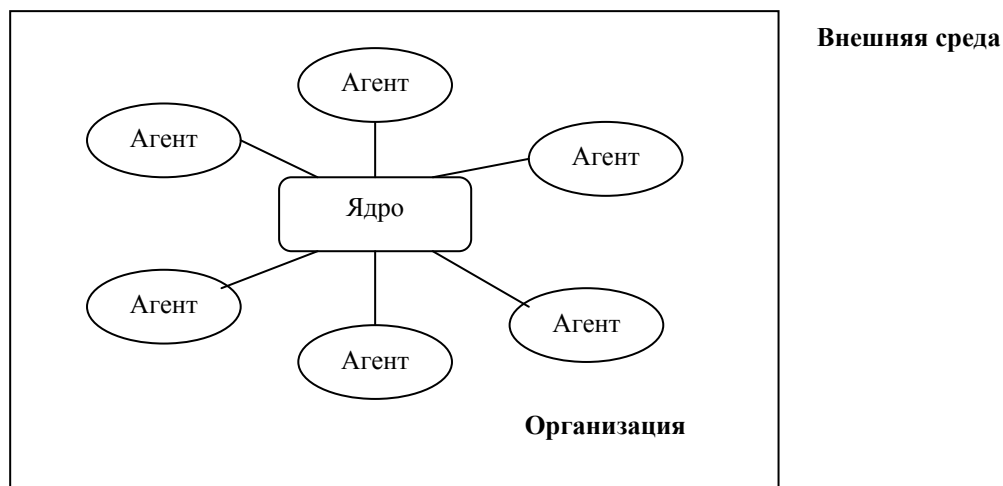 Внешняя среда
Агент
Агент
Агент
Ядро
Агент
Агент
Агент
Организация